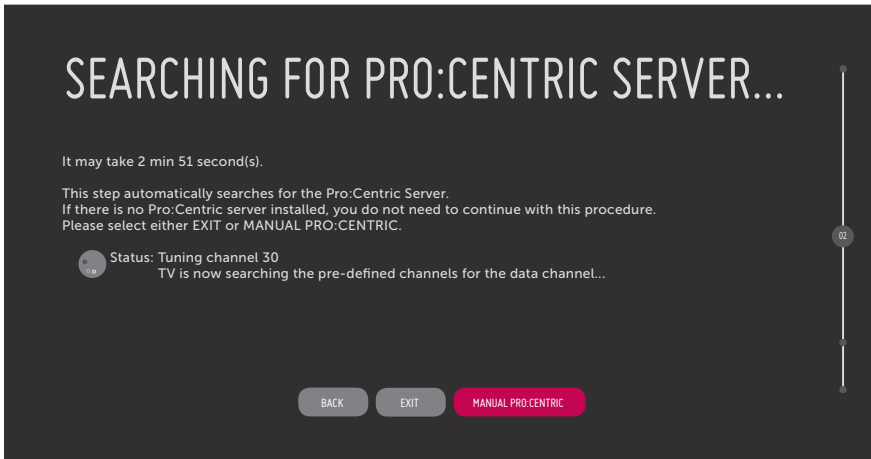 SEARCHING FOR PRO:CENTRIC SERVER...
It may take 2 min 51 second(s).
This step automatically searches for the Pro:Centric Server.
If there is no Pro:Centric server installed, you do not need to continue with this procedure.
Please select either EXIT or MANUAL PRO:CENTRIC.
02
Status: Tuning channel 30
TV is now searching the pre-defined channels for the data channel...
BACK EXIT MANUAL PRO:CENTRIC